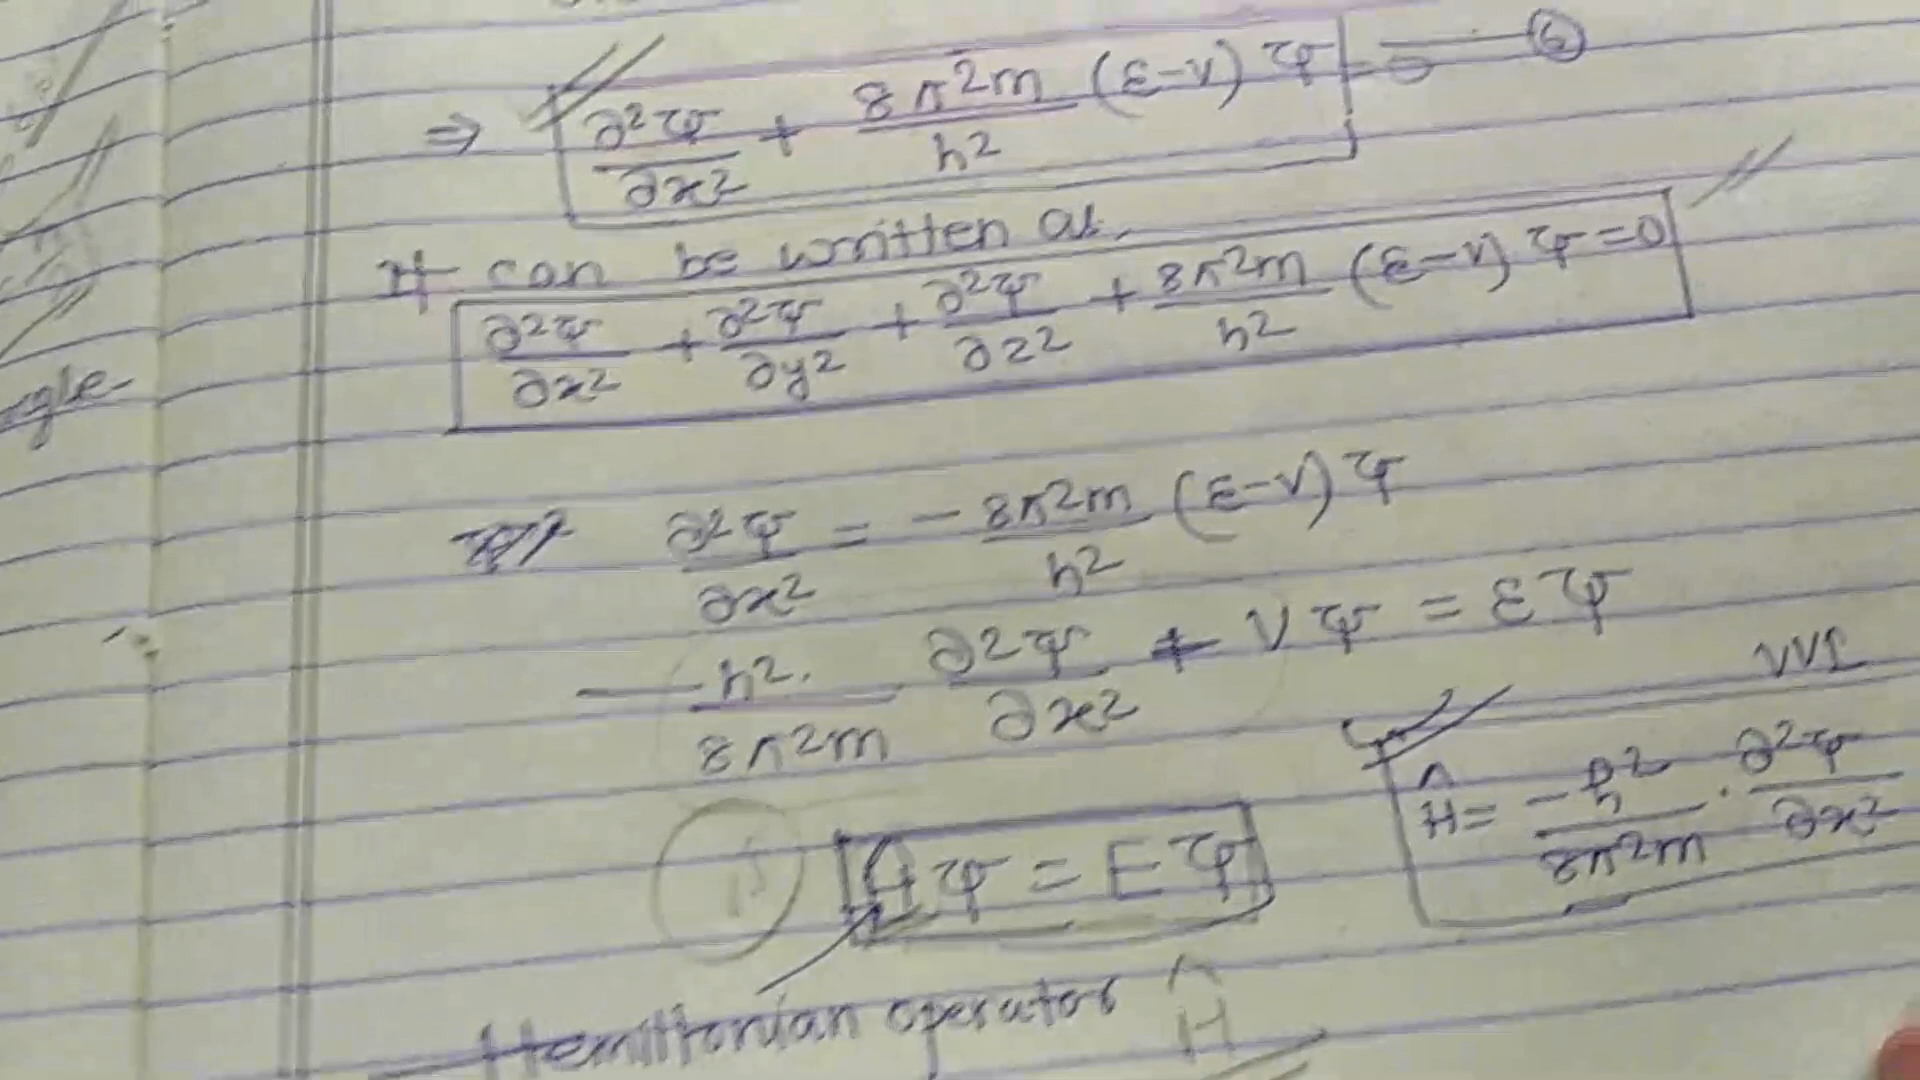 ⇒ ∂²Ψ/∂x² + 8π²m/h² (E-V) Ψ = 0 — ⑥
It can be written as,
∂²Ψ/∂x² + ∂²Ψ/∂y² + ∂²Ψ/∂z² + 8π²m/h² (E-V) Ψ = 0
∂²Ψ/∂x² = - 8π²m/h² (E-V) Ψ
- h²/8π²m . ∂²Ψ/∂x² + VΨ = EΨ
VVI
Ĥ = -h²/8π²m . ∂²Ψ/∂x²
ĤΨ = EΨ
operator Ĥ